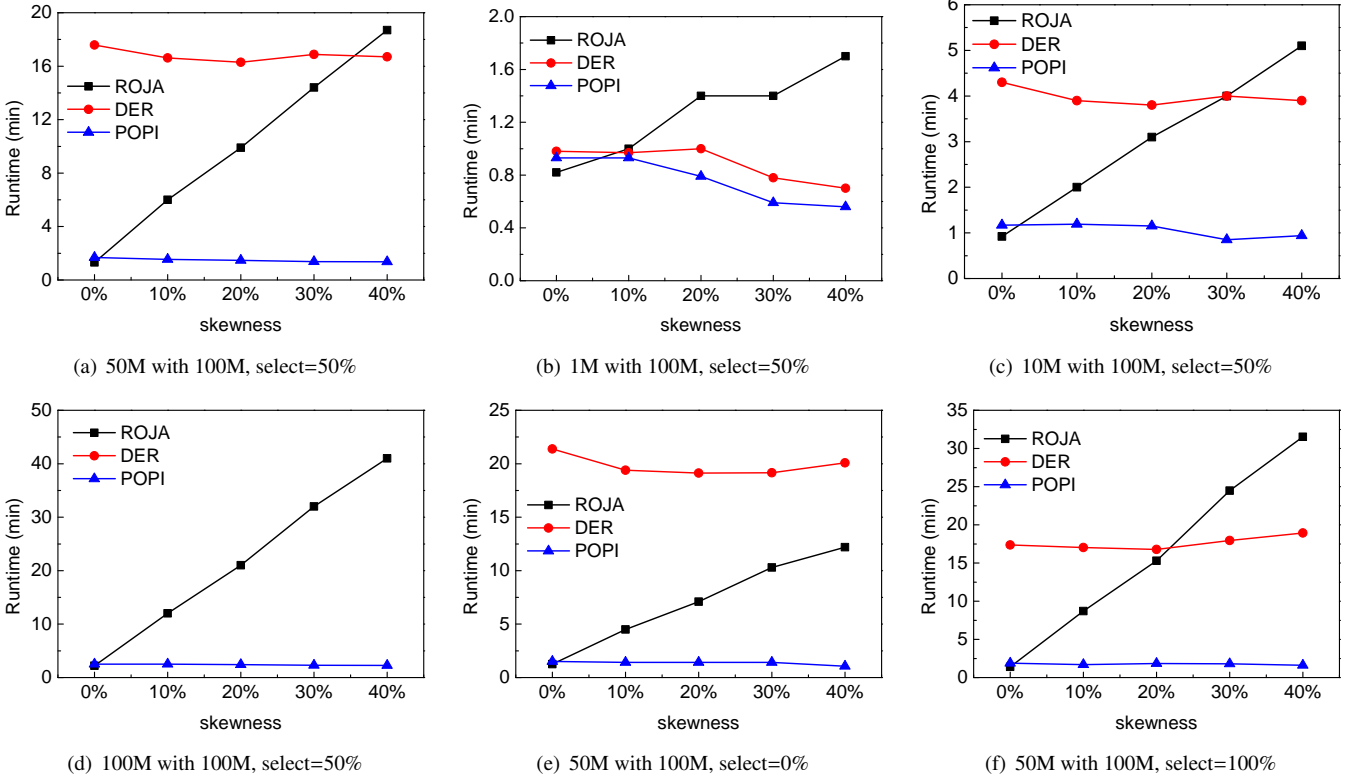 20
16
12
8
4
0
Runtime (min)
ROJA
DER
POPI
0% 10% 20% 30% 40%
skewness
(a) 50M with 100M, select=50%
2.0
1.6
1.2
0.8
0.4
0.0
Runtime (min)
ROJA
DER
POPI
0% 10% 20% 30% 40%
skewness
(b) 1M with 100M, select=50%
6
5
4
3
2
1
0
Runtime (min)
ROJA
DER
POPI
0% 10% 20% 30% 40%
skewness
(c) 10M with 100M, select=50%
50
40
30
20
10
0
Runtime (min)
ROJA
DER
POPI
0% 10% 20% 30% 40%
skewness
(d) 100M with 100M, select=50%
25
20
15
10
5
0
Runtime (min)
ROJA
DER
POPI
0% 10% 20% 30% 40%
skewness
(e) 50M with 100M, select=0%
35
30
25
20
15
10
5
0
Runtime (min)
ROJA
DER
POPI
0% 10% 20% 30% 40%
skewness
(f) 50M with 100M, select=100%